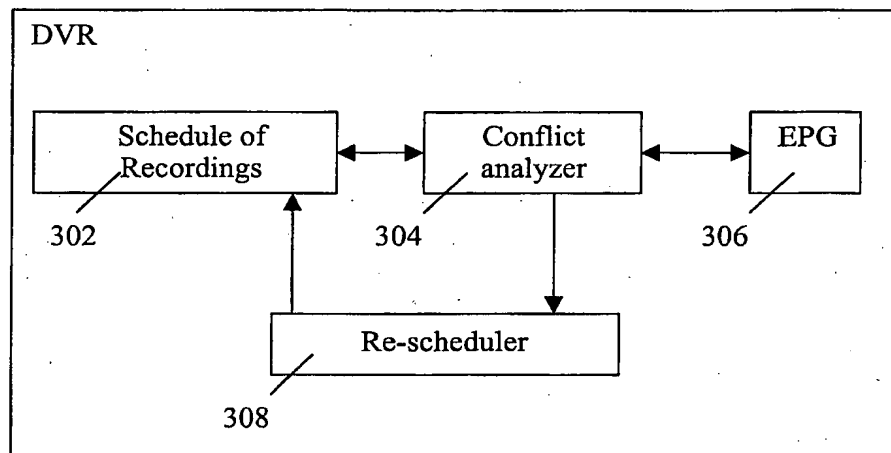 DVR
Schedule of
Recordings
Conflict
analyzer
EPG
302
304
306
Re-scheduler
308